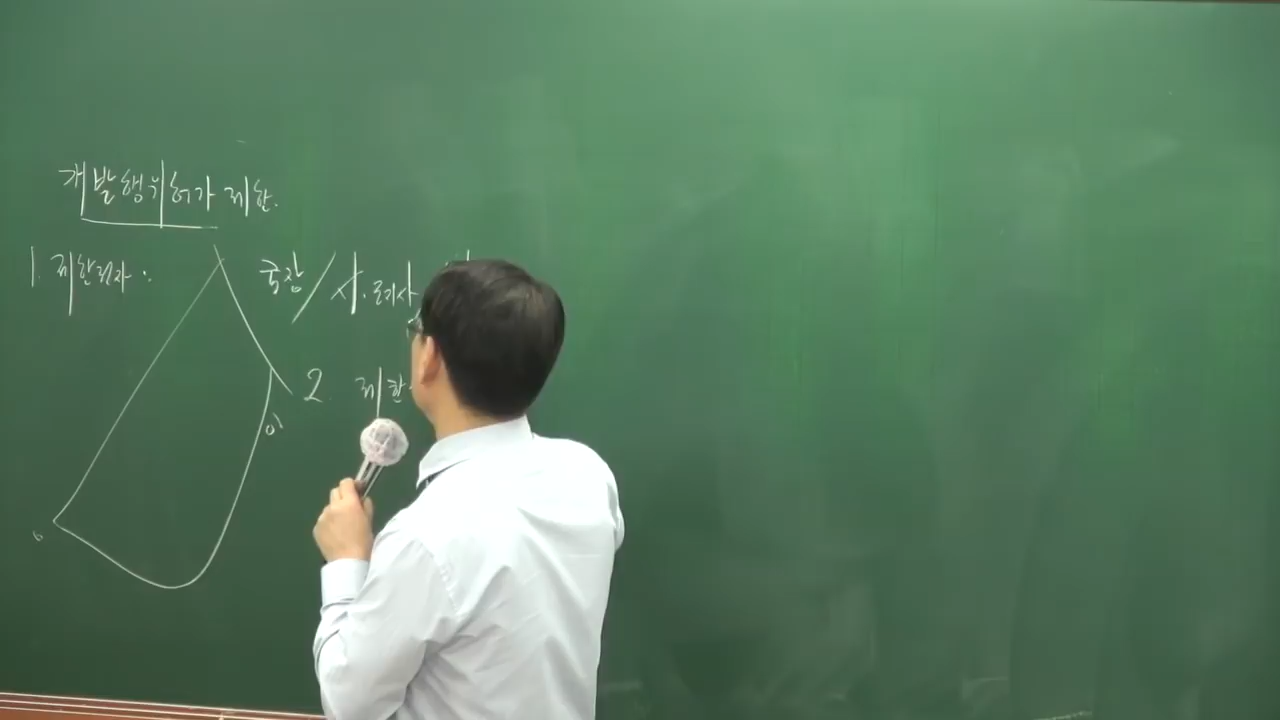 개발행위허가 제한.
1. 제한권자 : 국장 / 시.도지사
2. 제한